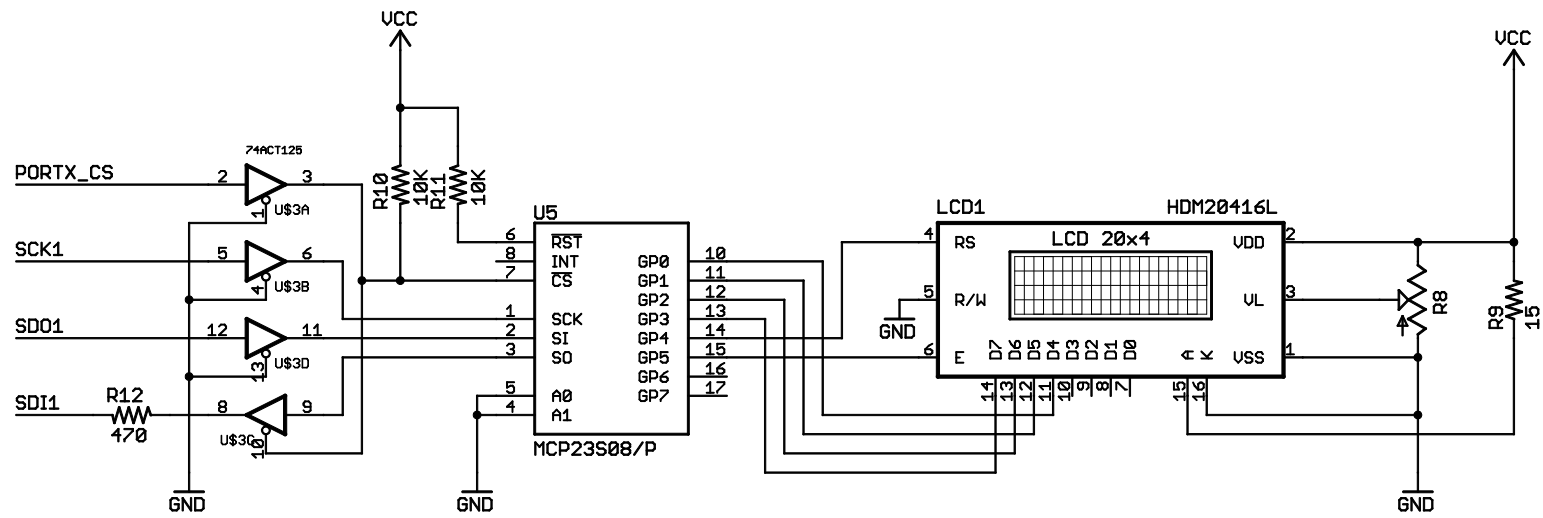 VCC
VCC
74ACT125
PORTX_CS
2
3
1
U$3A
R10
10K
R11
10K
SCK1
5
6
4
U$3B
SDO1
12
11
13
U$3D
SDI1
R12
470
8
9
U$3C
10
GND
U5
6
RST
8
INT
7
CS
1
SCK
2
SI
3
SO
5
A0
4
A1
GP0
10
GP1
11
GP2
12
GP3
13
GP4
14
GP5
15
GP6
16
GP7
17
MCP23S08/P
GND
LCD1
HDM20416L
LCD 20x4
4
RS
5
R/W
GND
6
E
D7
D6
D5
D4
D3
D2
D1
D0
A
K
14
13
12
11
10
9
8
7
15
16
VDD
2
VL
3
VSS
1
R8
R9
15
GND